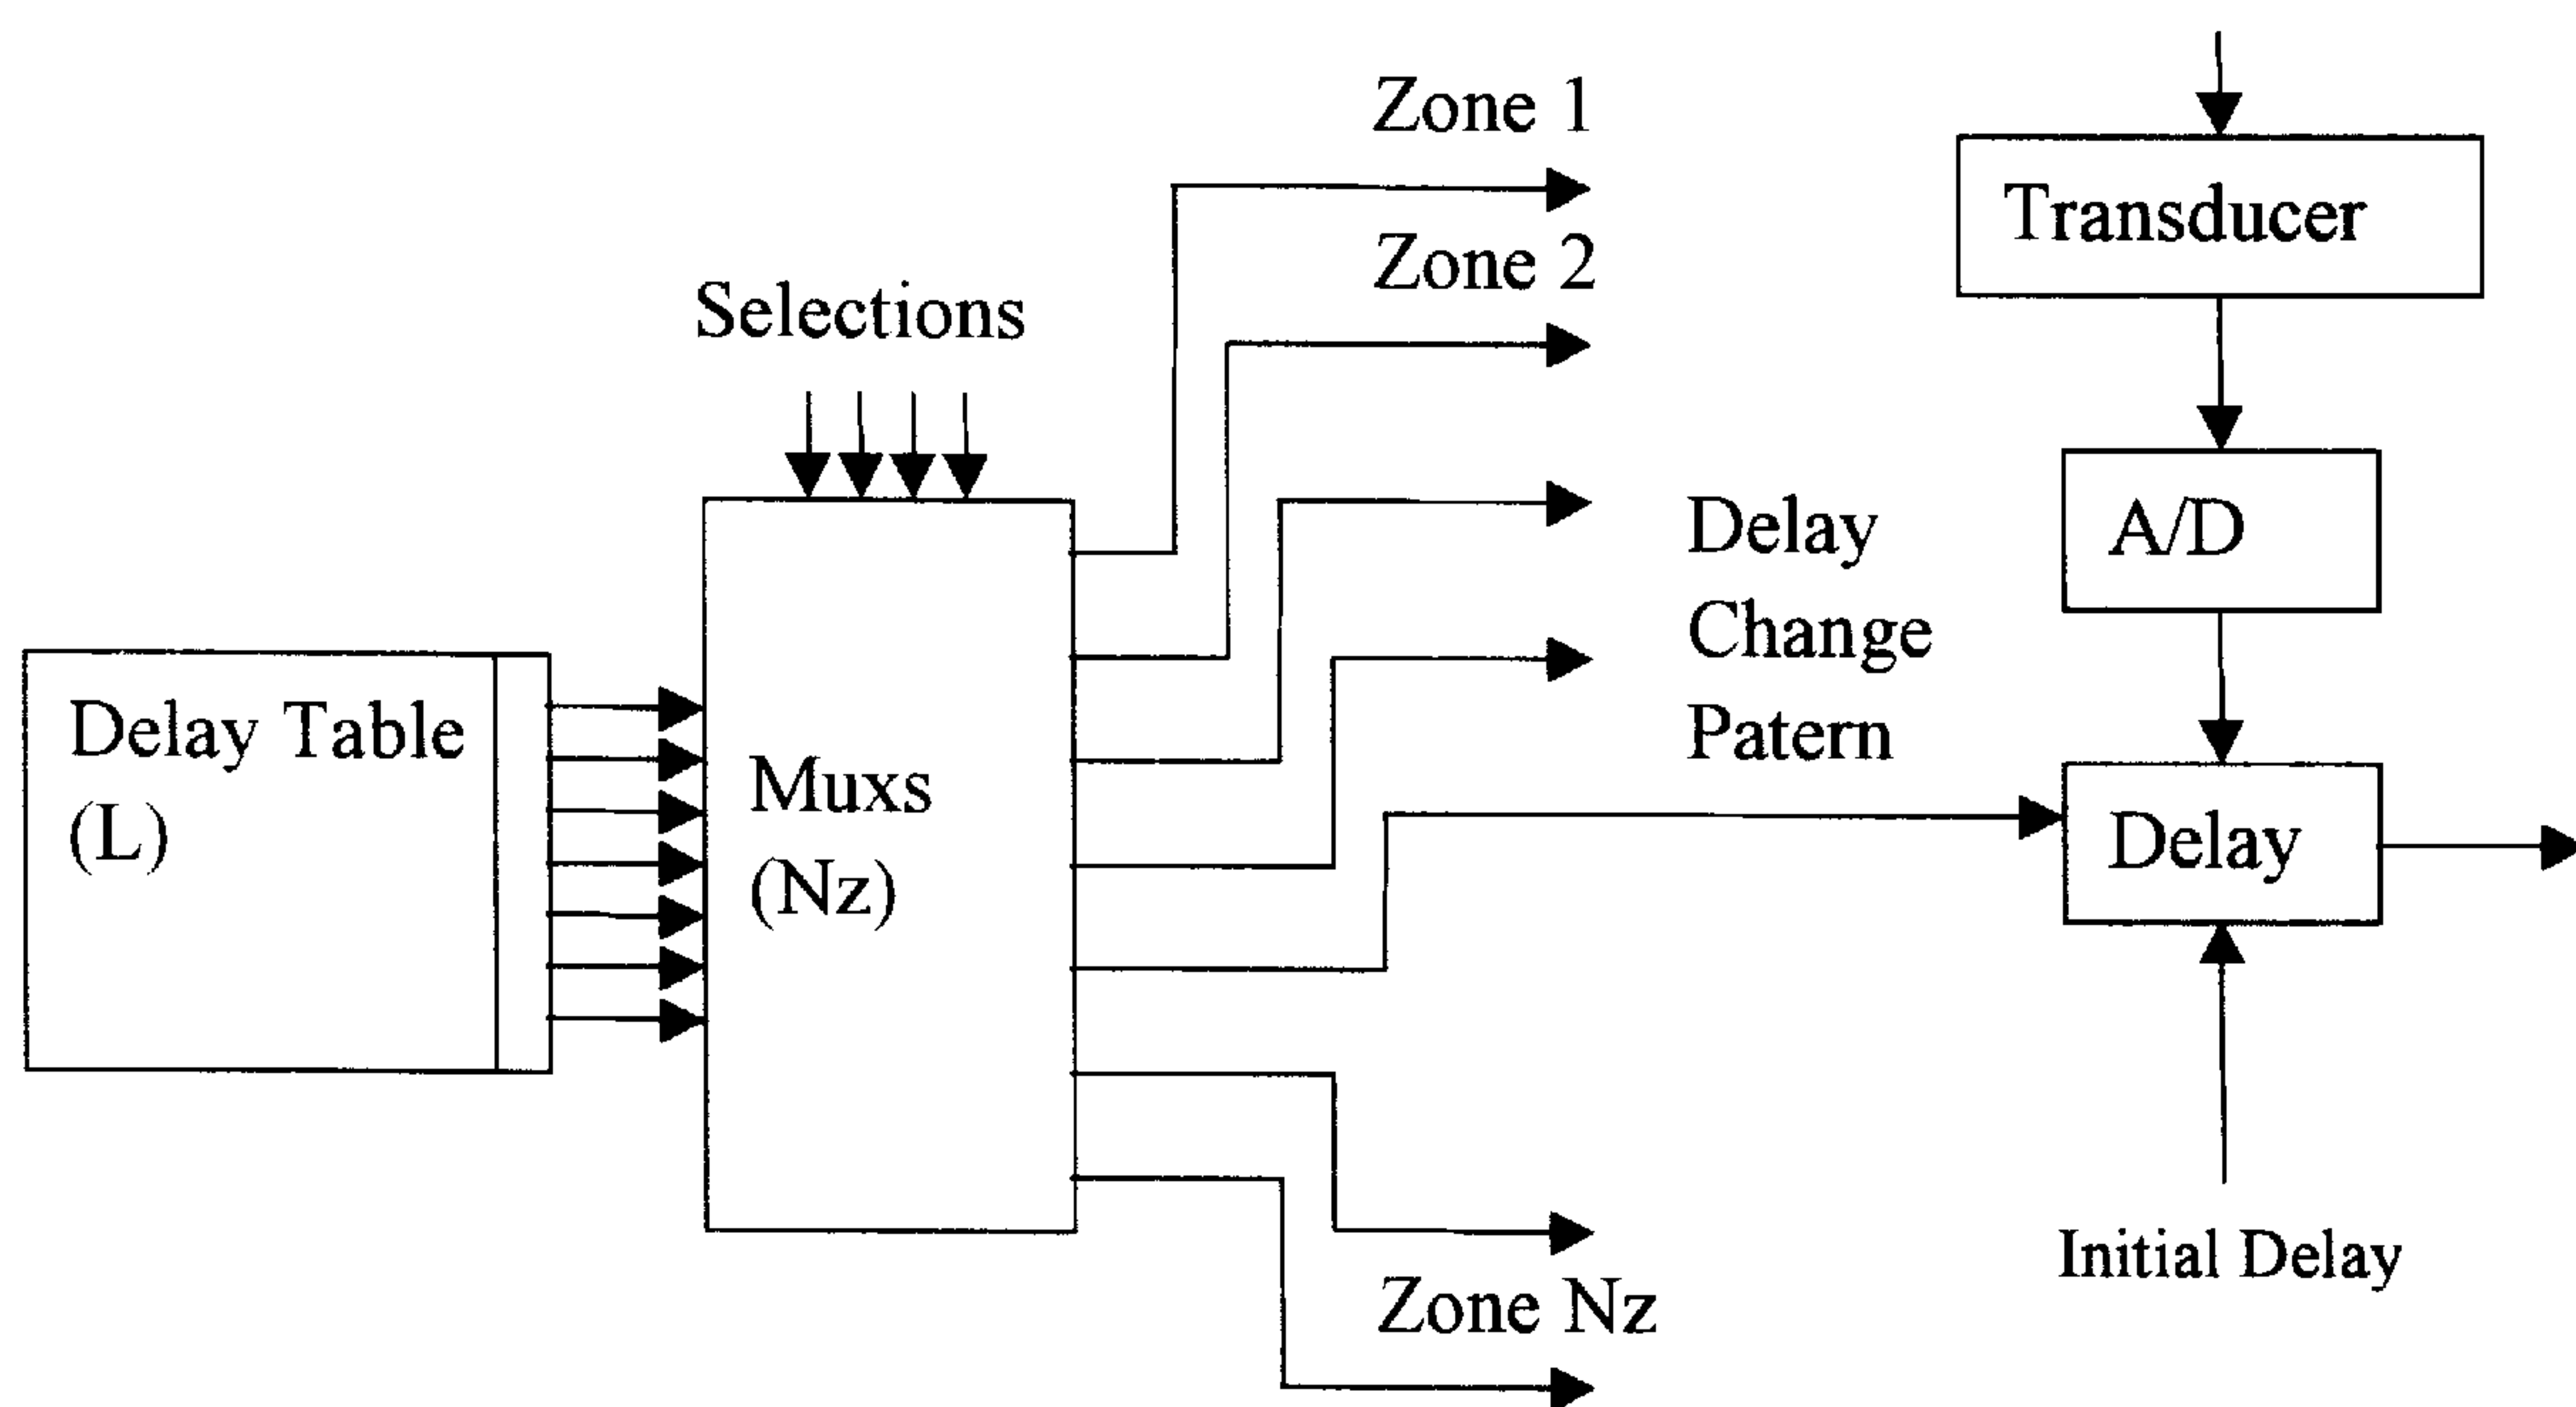 Zone 1
Zone 2
Selections
Transducer
A/D
Delay
Change
Patern
Delay Table
(L)
Muxs
(Nz)
Delay
Initial Delay
Zone Nz